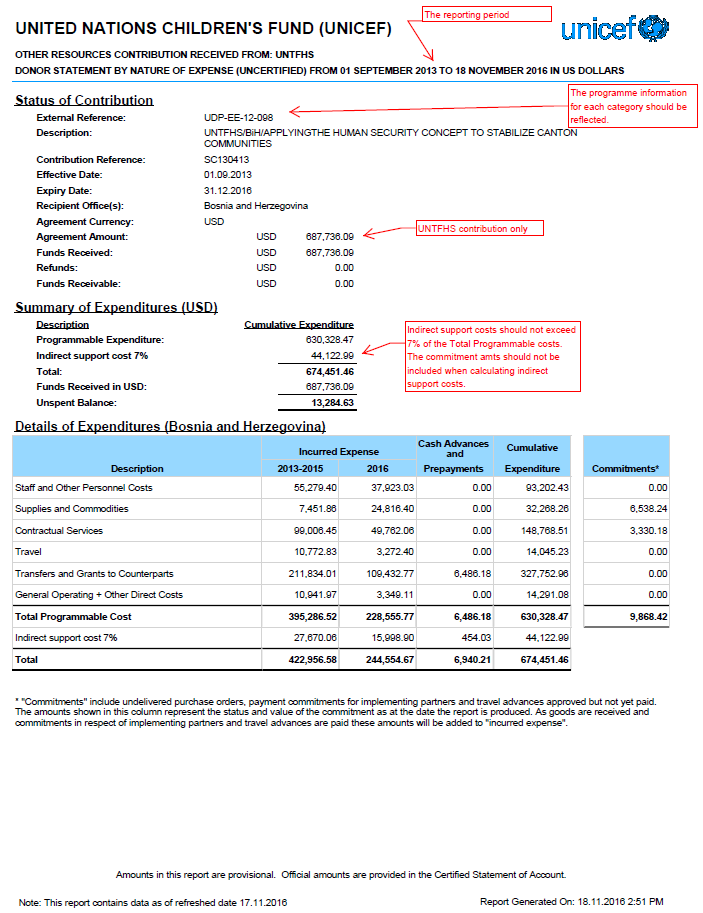 The reporting period
UNITED NATIONS CHILDREN'S FUND (UNICEF)
unicef
OTHER RESOURCES CONTRIBUTION RECEIVED FROM: UNTFHS
DONOR STATEMENT BY NATURE OF EXPENSE (UNCERTIFIED) FROM 01 SEPTEMBER 2013 TO 18 NOVEMBER 2016 IN US DOLLARS
The programme information
for each category should be
reflected.
Status of Contribution
External Reference: UDP-EE-12-098
Description: UNTFHS/BiH/APPLYINGTHE HUMAN SECURITY CONCEPT TO STABILIZE CANTON
COMMUNITIES
Contribution Reference: SC130413
Effective Date: 01.09.2013
Expiry Date: 31.12.2016
Recipient Office(s): Bosnia and Herzegovina
Agreement Currency: USD
Agreement Amount: USD 687,736.09
UNTFHS contribution only
Funds Received: USD 687,736.09
Refunds: USD 0.00
Funds Receivable: USD 0.00
Summary of Expenditures (USD)
Description Cumulative Expenditure
Programmable Expenditure: 630,328.47
Indirect support cost 7% 44,122.99
Total: 674,451.46
Funds Received in USD: 687,736.09
Unspent Balance: 13,284.63
Indirect support costs should not exceed
7% of the Total Programmable costs.
The commitment amts should not be
included when calculating indirect
support costs.
Details of Expenditures (Bosnia and Herzegovina)
Incurred Expense Cash Advances and Cumulative
Description 2013-2015 2016 Prepayments Expenditure Commitments*
Staff and Other Personnel Costs 55,279.40 37,923.03 0.00 93,202.43 0.00
Supplies and Commodities 7,451.86 24,816.40 0.00 32,268.26 6,538.24
Contractual Services 99,006.45 49,762.06 0.00 148,768.51 3,330.18
Travel 10,772.83 3,272.40 0.00 14,045.23 0.00
Transfers and Grants to Counterparts 211,834.01 109,432.77 6,486.18 327,752.96 0.00
General Operating + Other Direct Costs 10,941.97 3,349.11 0.00 14,291.08 0.00
Total Programmable Cost 395,286.52 228,555.77 6,486.18 630,328.47 9,868.42
Indirect support cost 7% 27,670.06 15,998.90 454.03 44,122.99
Total 422,956.58 244,554.67 6,940.21 674,451.46
* "Commitments" include undelivered purchase orders, payment commitments for implementing partners and travel advances approved but not yet paid.
The amounts shown in this column represent the status and value of the commitment as at the date the report is produced. As goods are received and
commitments in respect of implementing partners and travel advances are paid these amounts will be added to "incurred expense".
Amounts in this report are provisional. Official amounts are provided in the Certified Statement of Account.
Note: This report contains data as of refreshed date 17.11.2016
Report Generated On: 18.11.2016 2:51 PM